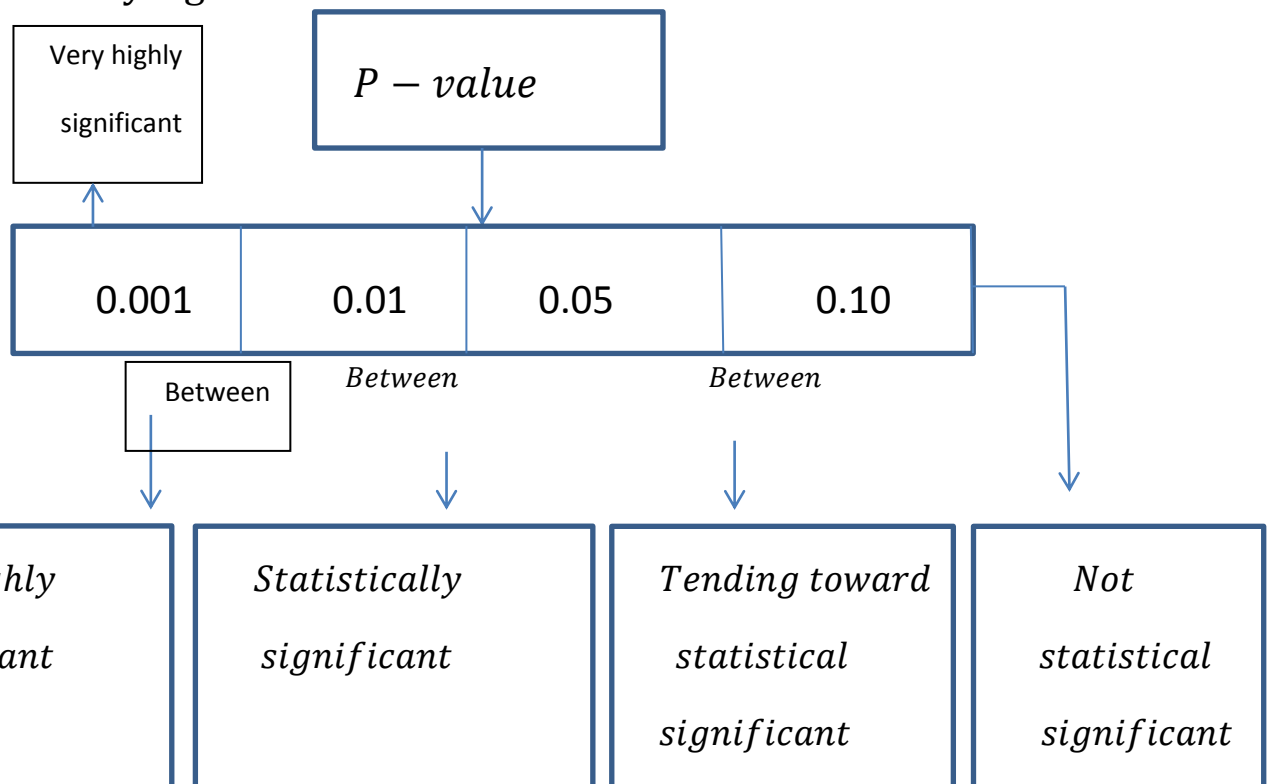 Very highly
significant
P − value
0.001 0.01 0.05 0.10
Between Between Between
Statistically
significant
Tending toward
statistical
significant
Not
statistical
significant